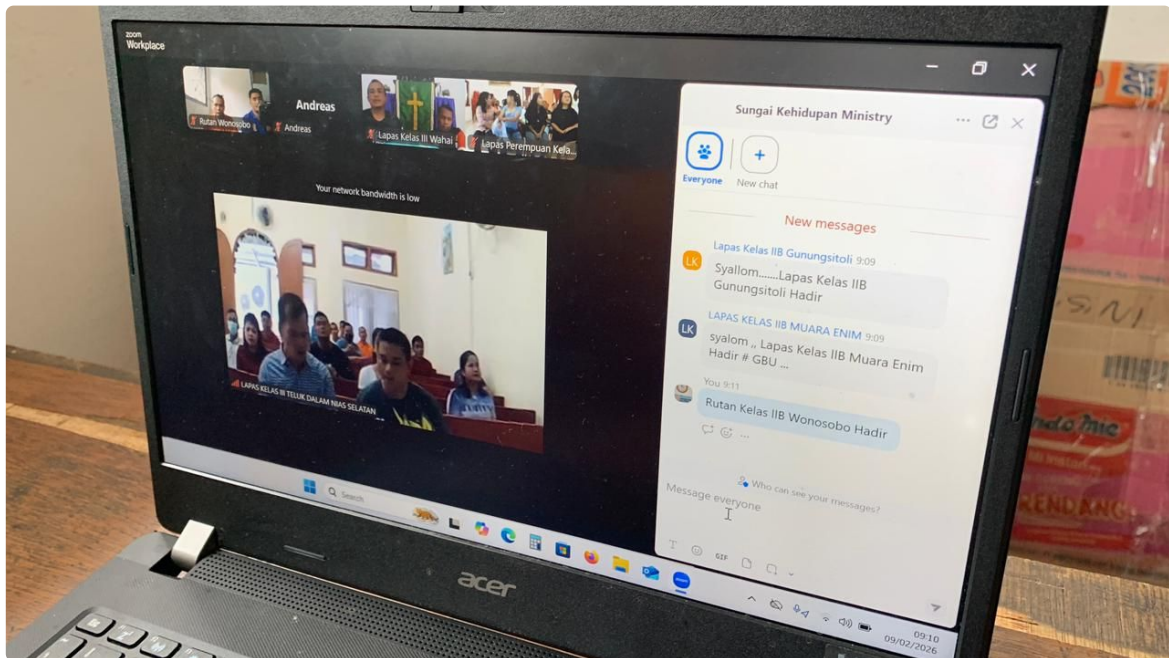 zoom
Workplace
Rutan Wonosobo
Andreas
Andreas
Lapas Kelas III Wahai
Lapas Perempuan Kela...
Your network bandwidth is low
LAPAS KELAS III TELUK DALAM NIAS SELATAN
Sungai Kehidupan Ministry
Everyone
New chat
New messages
LK
Lapas Kelas IIB Gunungsitoli 9:09
Syallom.......Lapas Kelas IIB
Gunungsitoli Hadir
LK
LAPAS KELAS IIB MUARA ENIM 9:09
syalom ,, Lapas Kelas IIB Muara Enim
Hadir # GBU ...
You 9:11
Rutan Kelas IIB Wonosobo Hadir
Who can see your messages?
Message everyone
GIF
Search
09:10
09/02/2026
acer
RENDANG